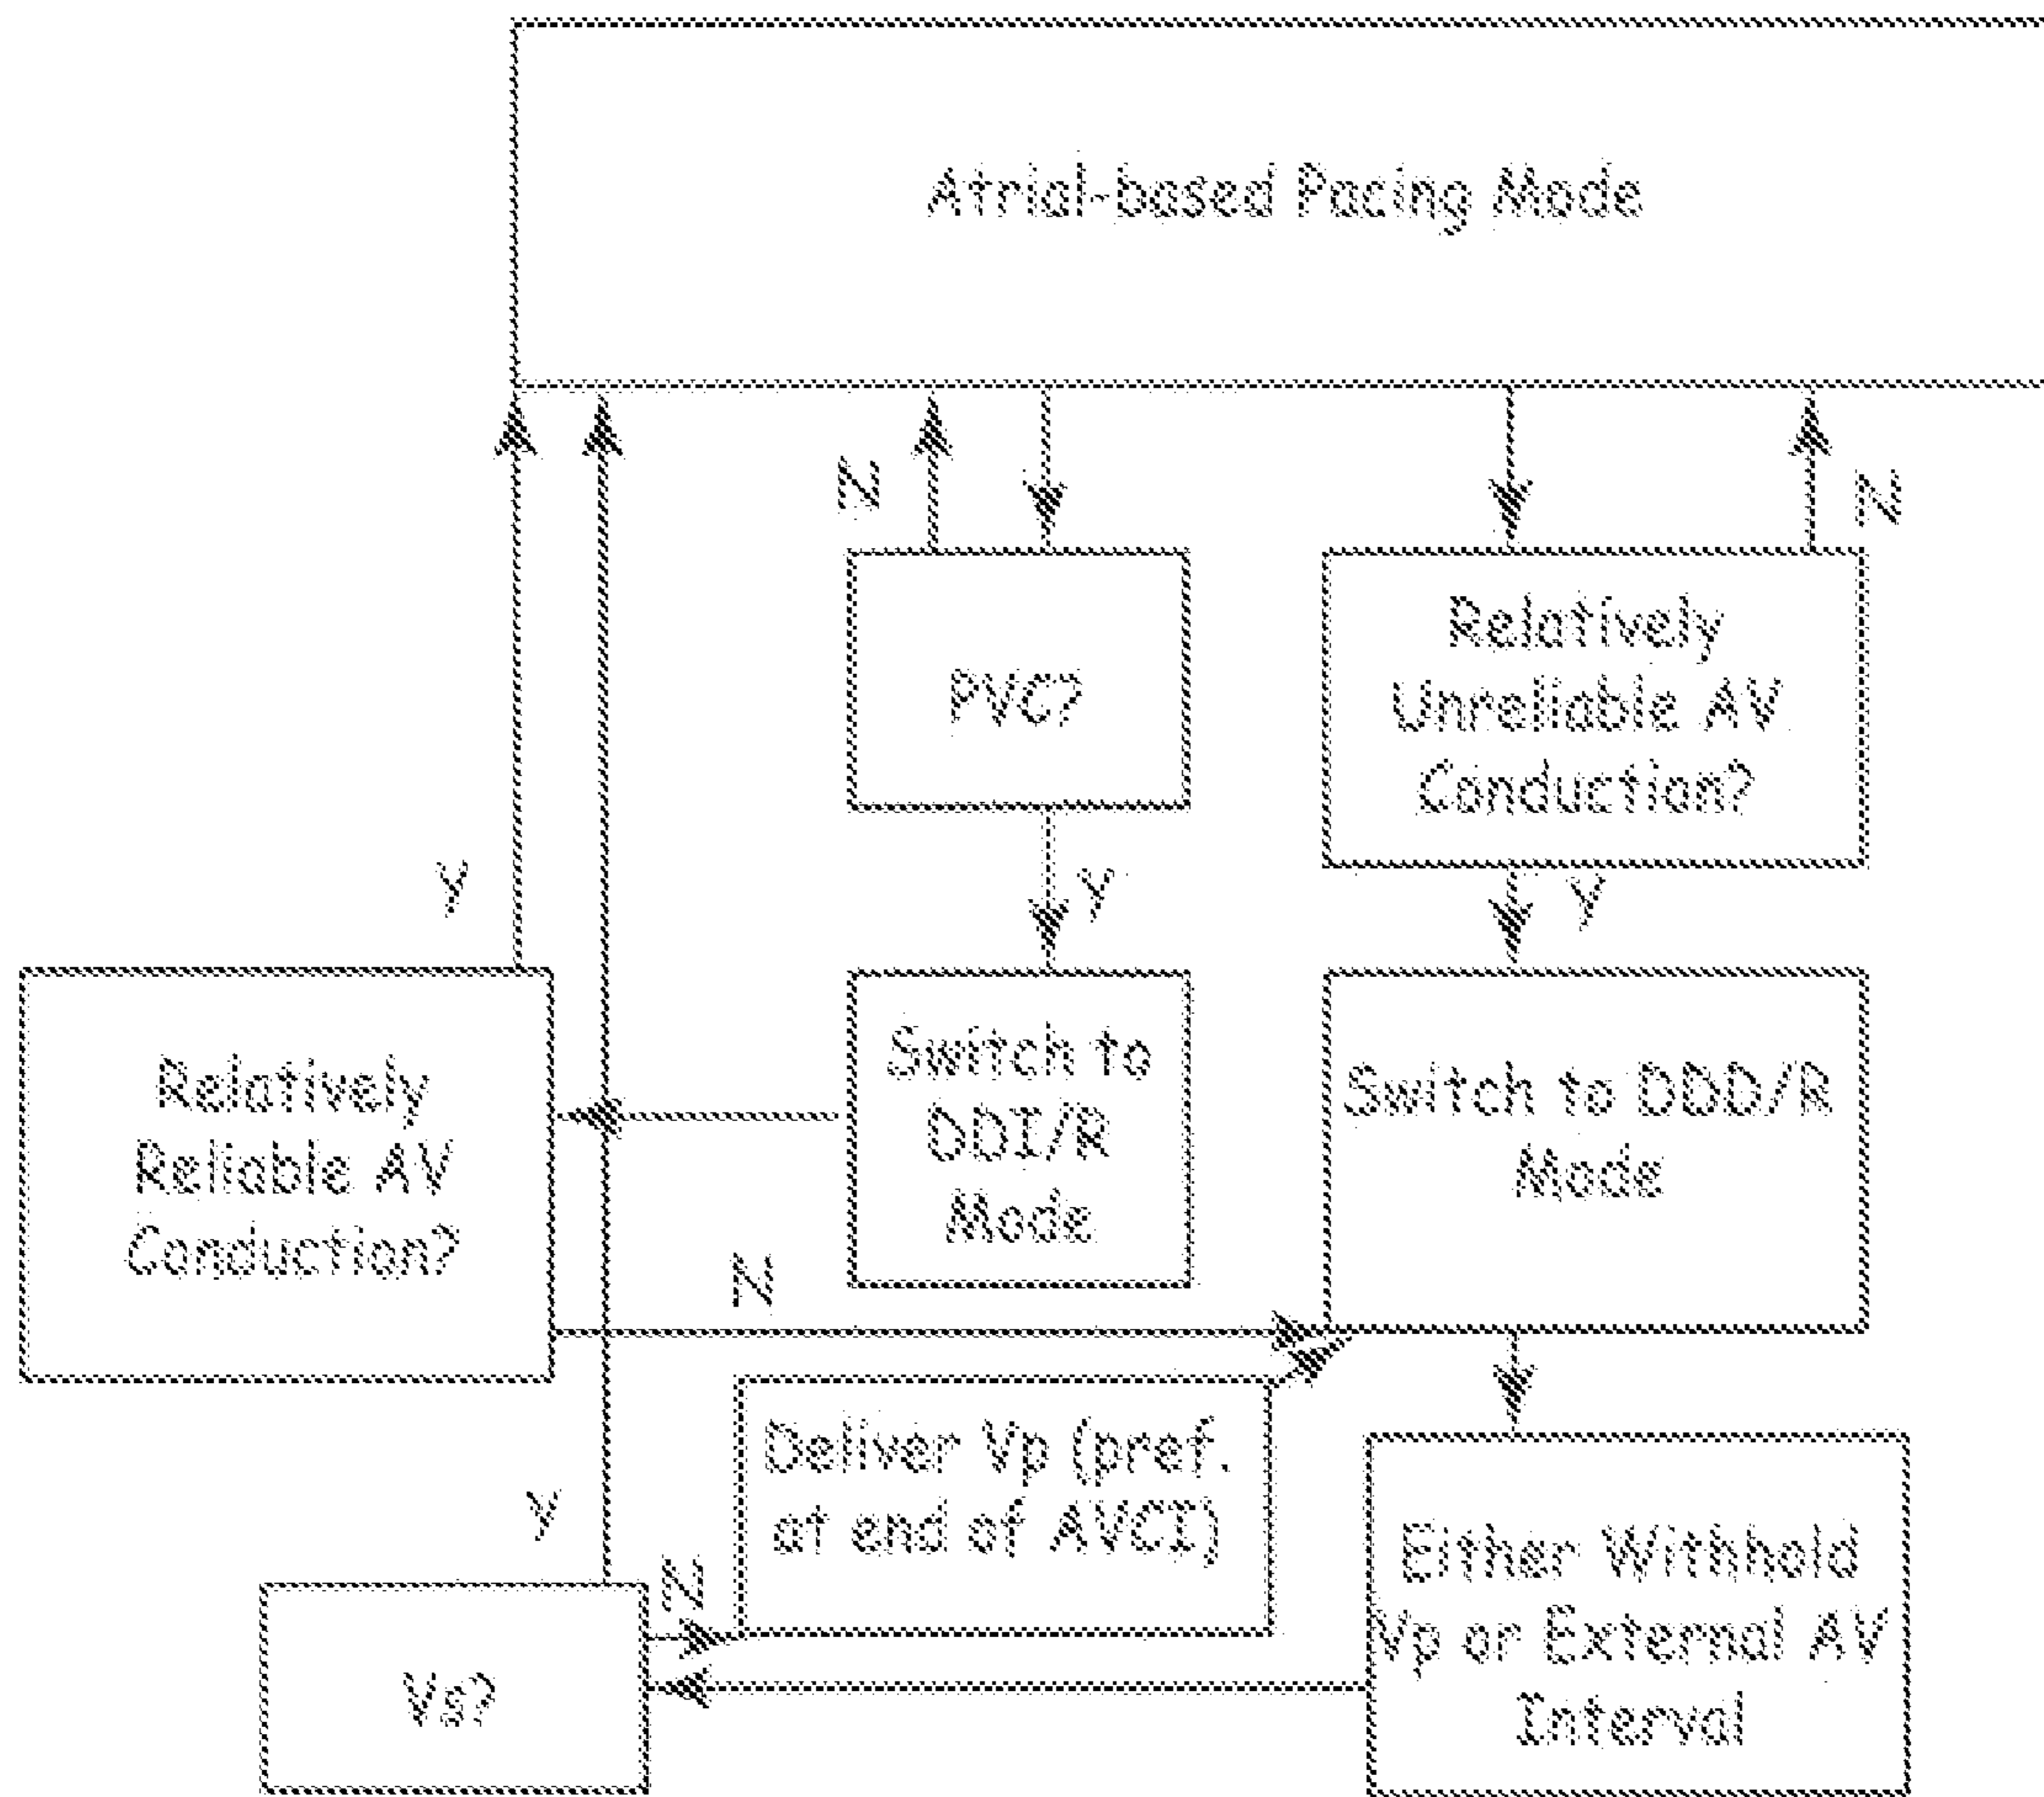 Atrial-based Pacing Mode
N
N
PVC?
Relatively
Unreliable AV
Conduction?
Y
Y
Y
Relatively
Reliable AV
Conduction?
Switch to
DDI/R
Mode
Switch to DDD/R
Mode
N
Deliver Vp (pref.
at end of AVCI)
Y
N
Vs?
Either Withhold
Vp or External AV
Interval